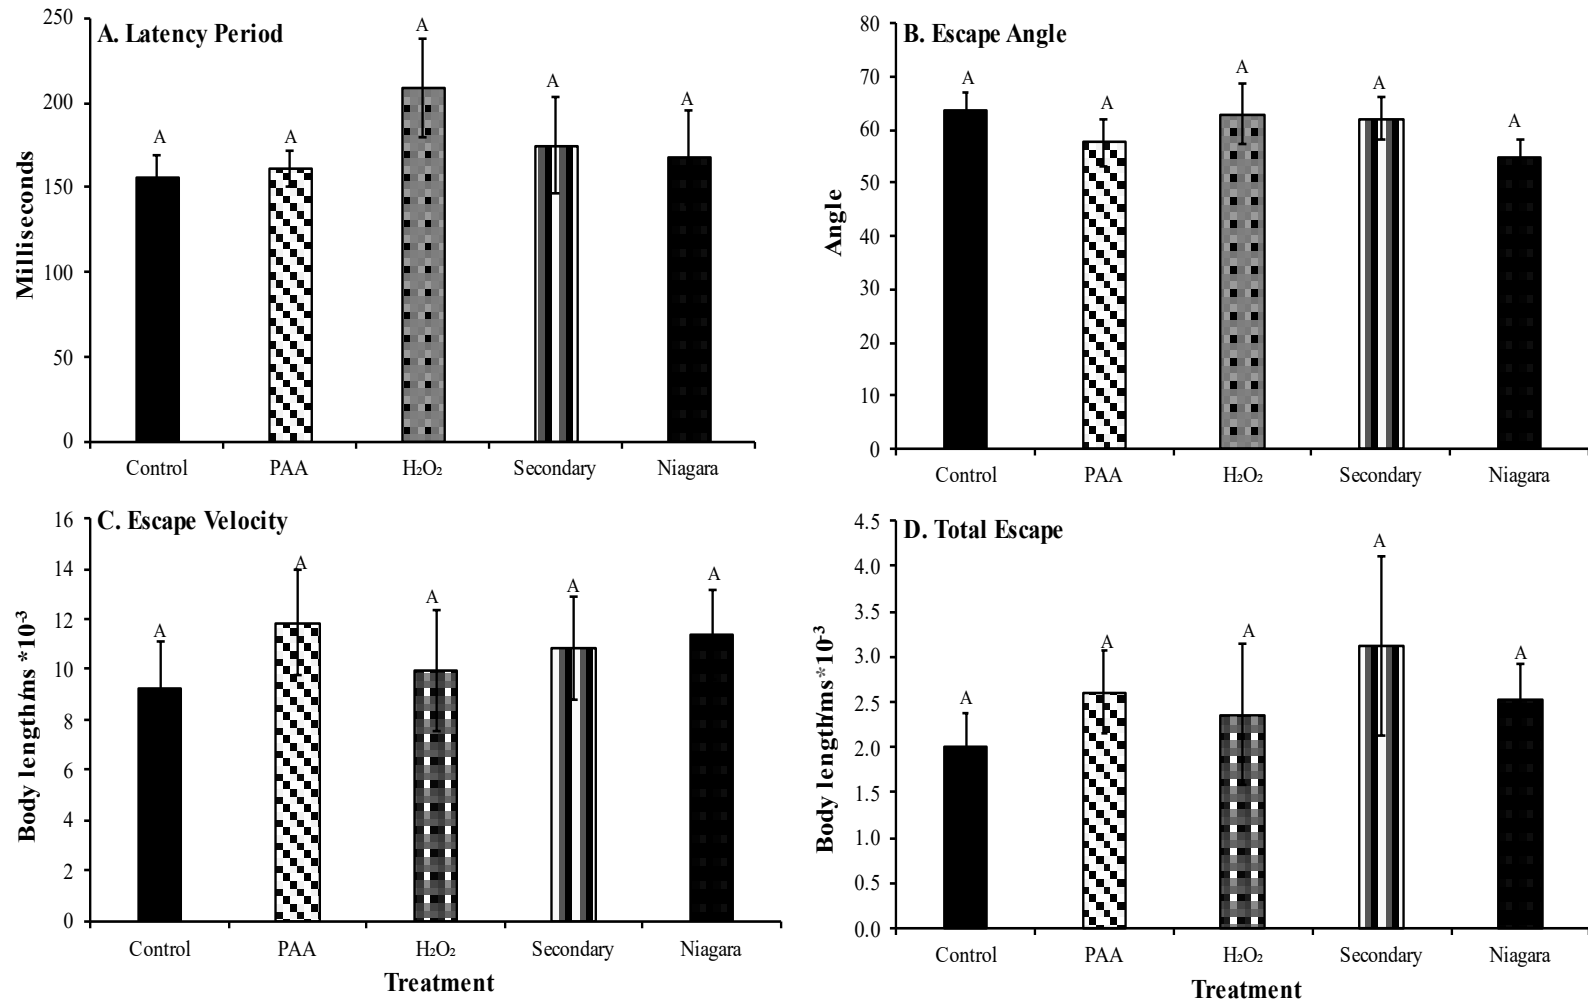 A. Latency Period
Milliseconds
250
200
150
100
50
0
A
A
A
A
A
Control
PAA
H₂O₂
Secondary
Niagara
B. Escape Angle
Angle
80
70
60
50
40
30
20
10
0
A
A
A
A
A
Control
PAA
H₂O₂
Secondary
Niagara
C. Escape Velocity
Body length/ms *10⁻³
16
14
12
10
8
6
4
2
0
A
A
A
A
A
Control
PAA
H₂O₂
Secondary
Niagara
Treatment
D. Total Escape
Body length/ms*10⁻³
4.5
4.0
3.5
3.0
2.5
2.0
1.5
1.0
0.5
0.0
A
A
A
A
A
Control
PAA
H₂O₂
Secondary
Niagara
Treatment